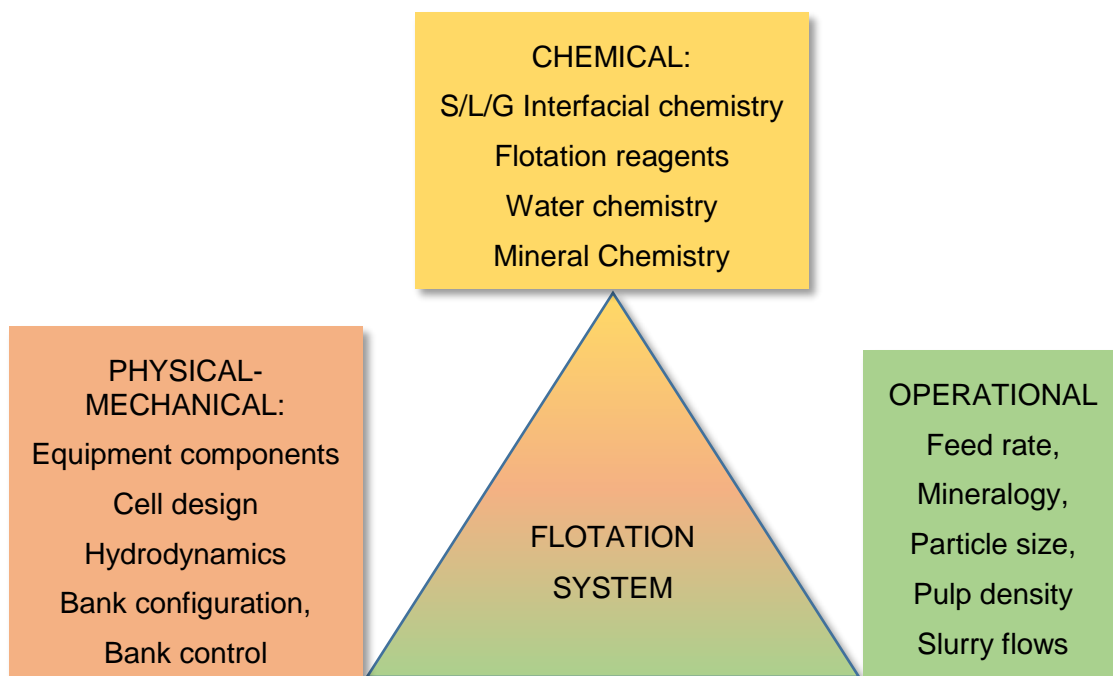 CHEMICAL:
S/L/G Interfacial chemistry
Flotation reagents
Water chemistry
Mineral Chemistry
PHYSICAL-
MECHANICAL:
Equipment components
Cell design
Hydrodynamics
Bank configuration,
Bank control
FLOTATION
SYSTEM
OPERATIONAL
Feed rate,
Mineralogy,
Particle size,
Pulp density
Slurry flows